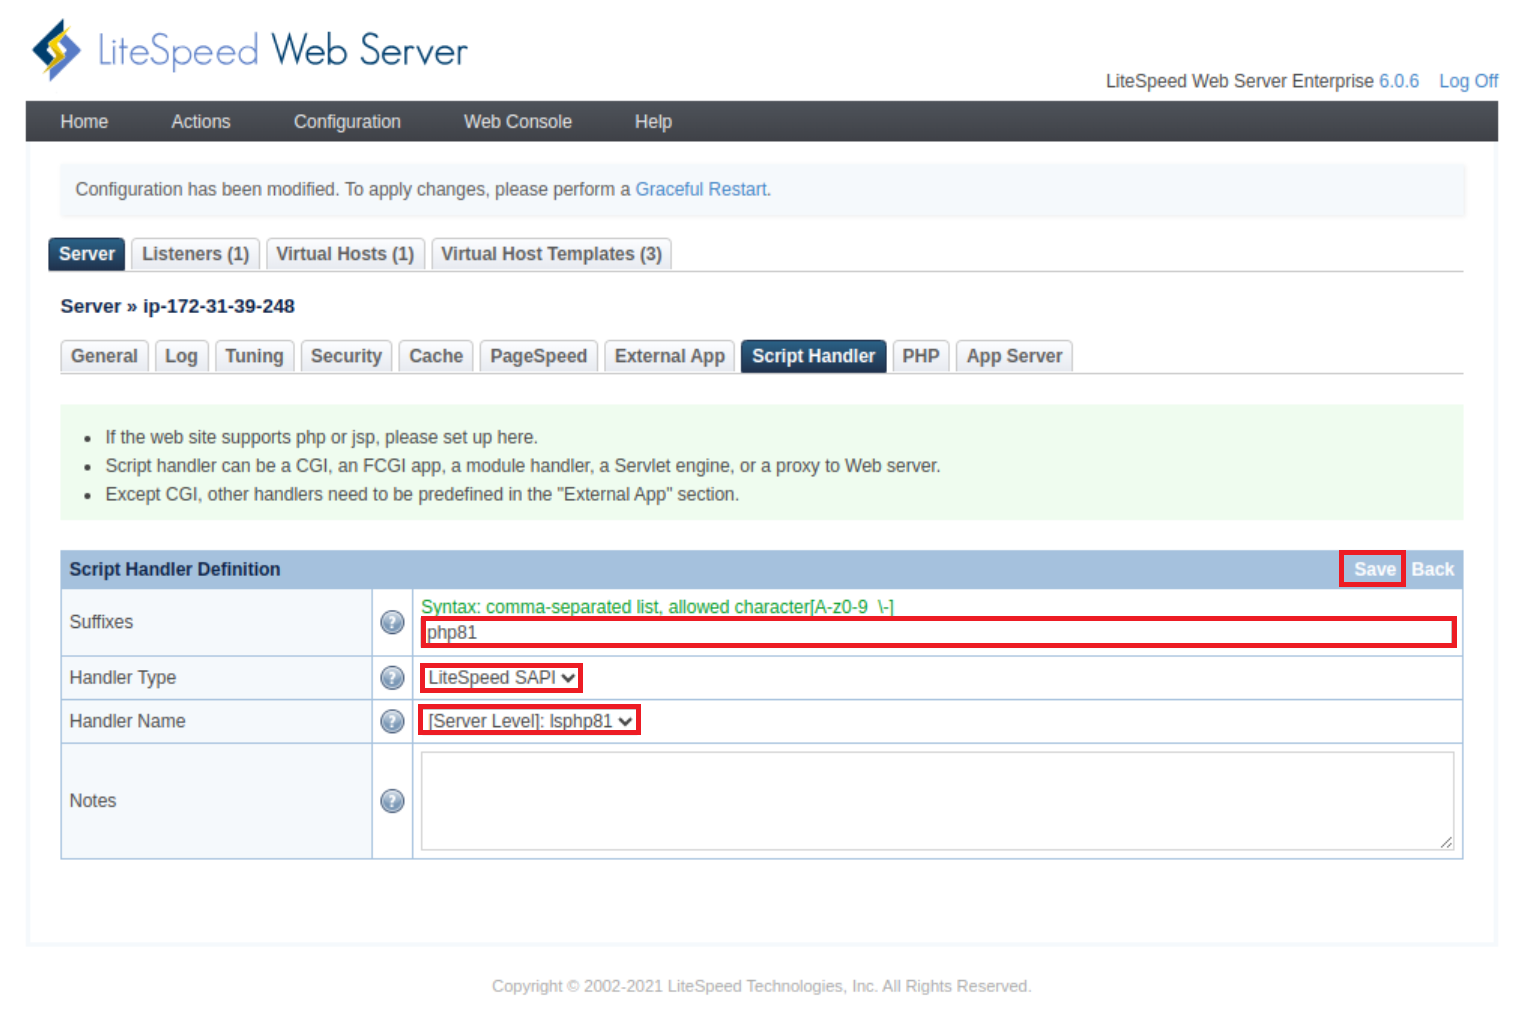 LiteSpeed Web Server
LiteSpeed Web Server Enterprise 6.0.6 Log Off
Home Actions Configuration Web Console Help
Configuration has been modified. To apply changes, please perform a Graceful Restart.
Server Listeners (1) Virtual Hosts (1) Virtual Host Templates (3)
Server » ip-172-31-39-248
General Log Tuning Security Cache PageSpeed External App Script Handler PHP App Server
If the web site supports php or jsp, please set up here.
Script handler can be a CGI, an FCGI app, a module handler, a Servlet engine, or a proxy to Web server.
Except CGI, other handlers need to be predefined in the "External App" section.
Script Handler Definition Save Back
Syntax: comma-separated list, allowed character[A-z0-9_\-]
Suffixes ? php81
Handler Type ? LiteSpeed SAPI
Handler Name ? [Server Level]: lsphp81
Notes ?
Copyright © 2002-2021 LiteSpeed Technologies, Inc. All Rights Reserved.